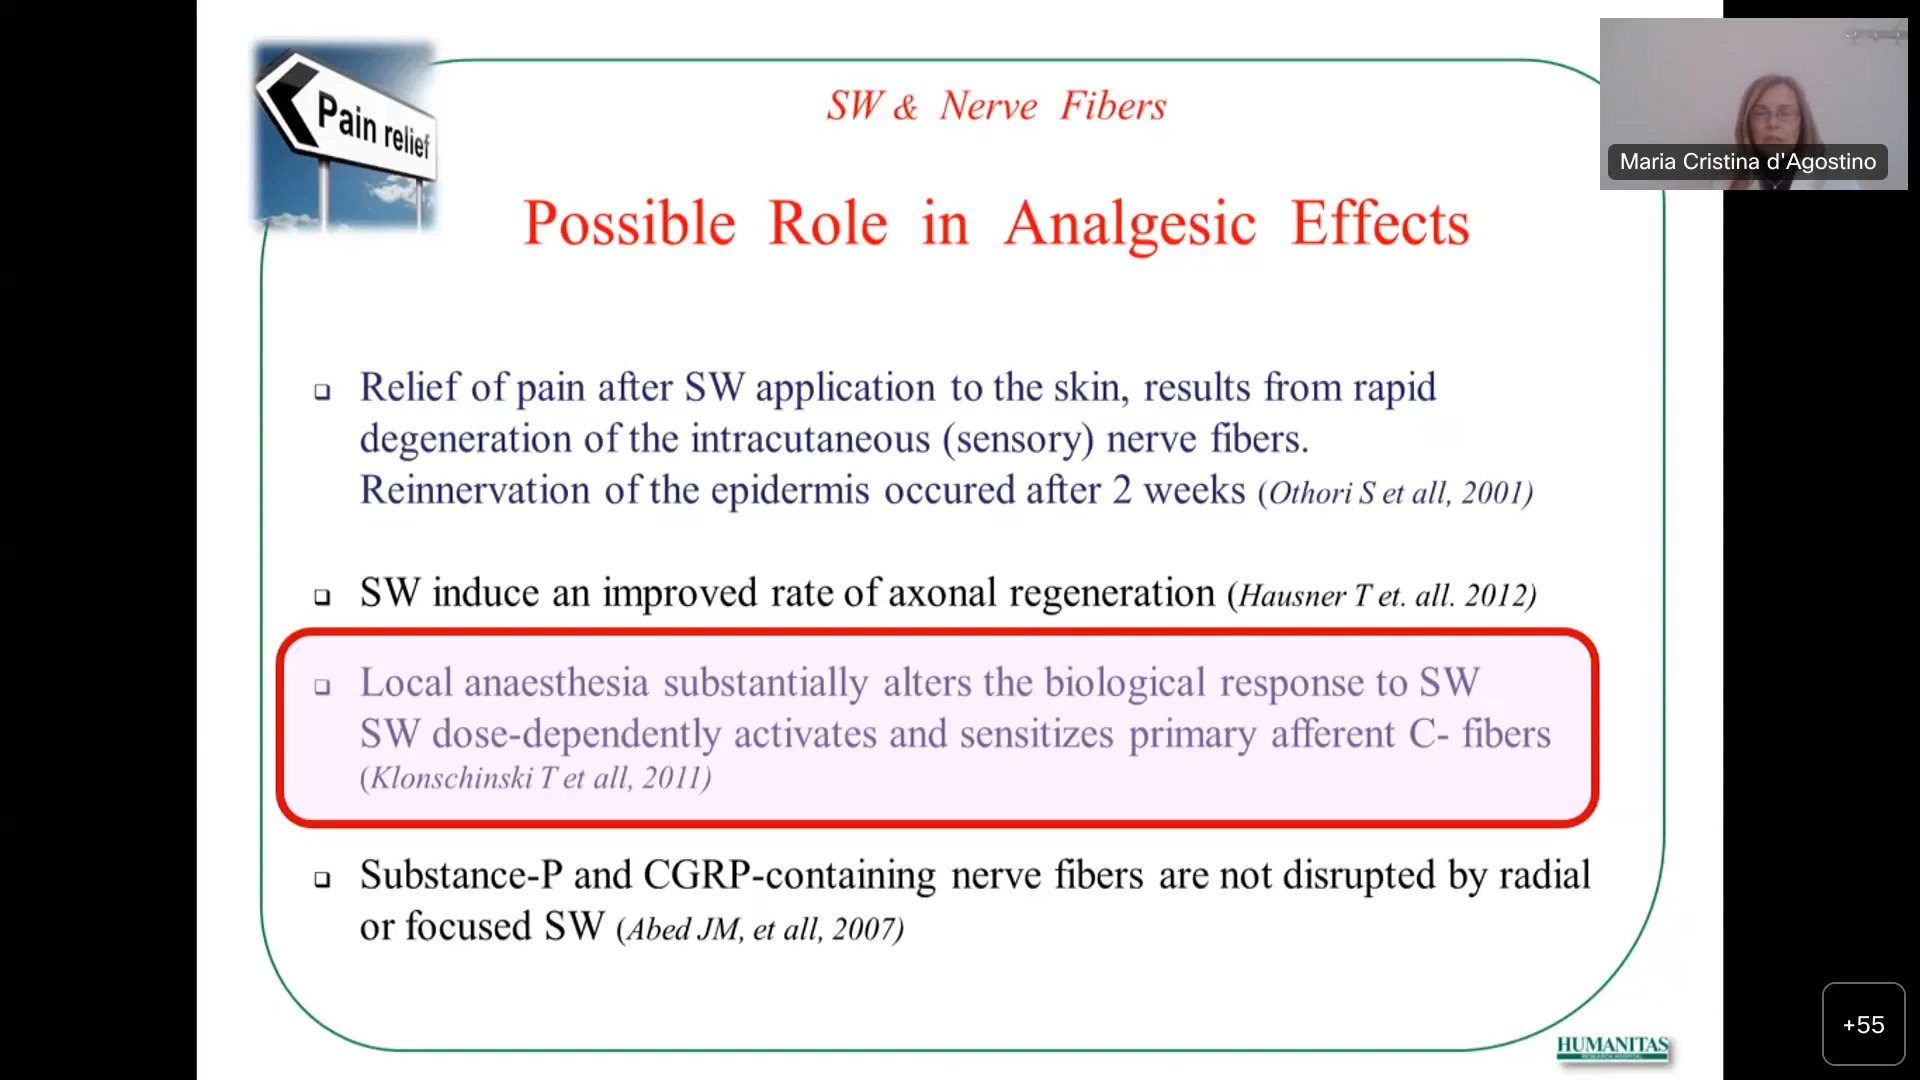 Pain relief
SW & Nerve Fibers
Maria Cristina d'Agostino
Possible Role in Analgesic Effects
Relief of pain after SW application to the skin, results from rapid
degeneration of the intracutaneous (sensory) nerve fibers.
Reinnervation of the epidermis occured after 2 weeks (Othori S et all, 2001)
SW induce an improved rate of axonal regeneration (Hausner T et. all. 2012)
Local anaesthesia substantially alters the biological response to SW
SW dose-dependently activates and sensitizes primary afferent C- fibers
(Klonschinski T et all, 2011)
Substance-P and CGRP-containing nerve fibers are not disrupted by radial
or focused SW (Abed JM, et all, 2007)
+55
HUMANITAS